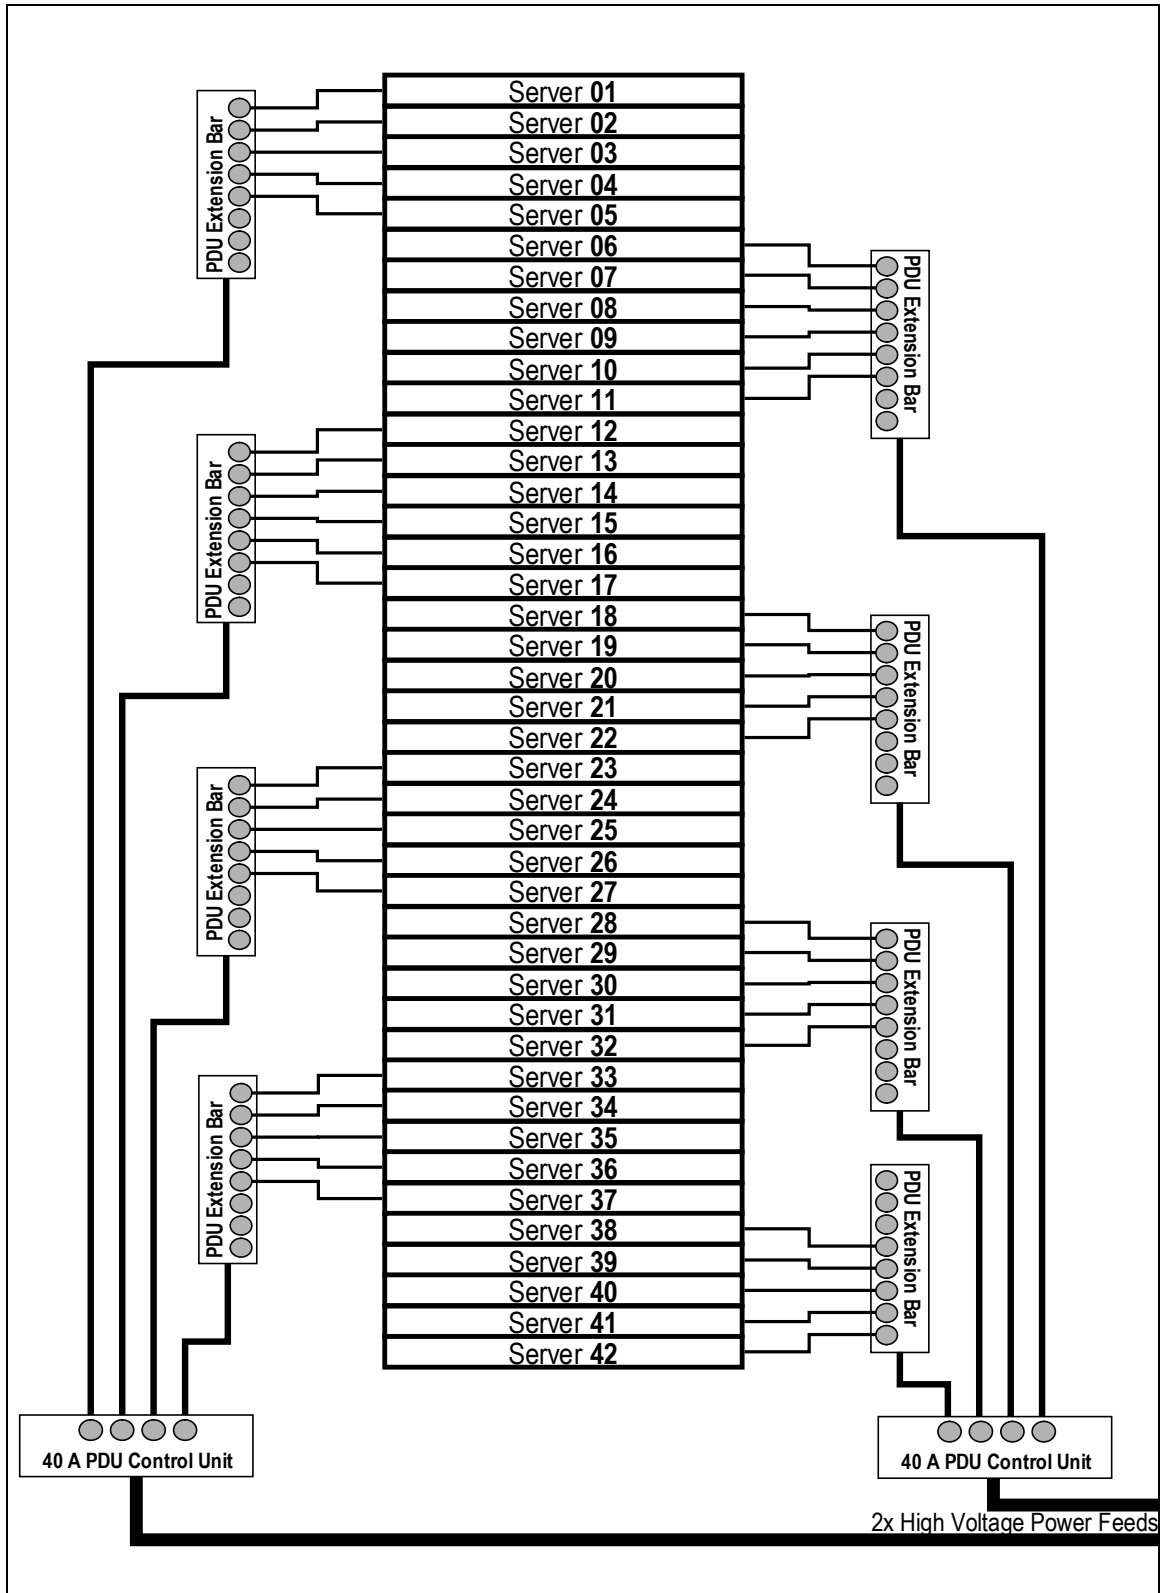 Server 01
Server 02
Server 03
Server 04
Server 05
Server 06
Server 07
Server 08
Server 09
Server 10
Server 11
Server 12
Server 13
Server 14
Server 15
Server 16
Server 17
Server 18
Server 19
Server 20
Server 21
Server 22
Server 23
Server 24
Server 25
Server 26
Server 27
Server 28
Server 29
Server 30
Server 31
Server 32
Server 33
Server 34
Server 35
Server 36
Server 37
Server 38
Server 39
Server 40
Server 41
Server 42
PDU Extension Bar
PDU Extension Bar
PDU Extension Bar
PDU Extension Bar
PDU Extension Bar
PDU Extension Bar
PDU Extension Bar
PDU Extension Bar
40 A PDU Control Unit
40 A PDU Control Unit
2x High Voltage Power Feeds